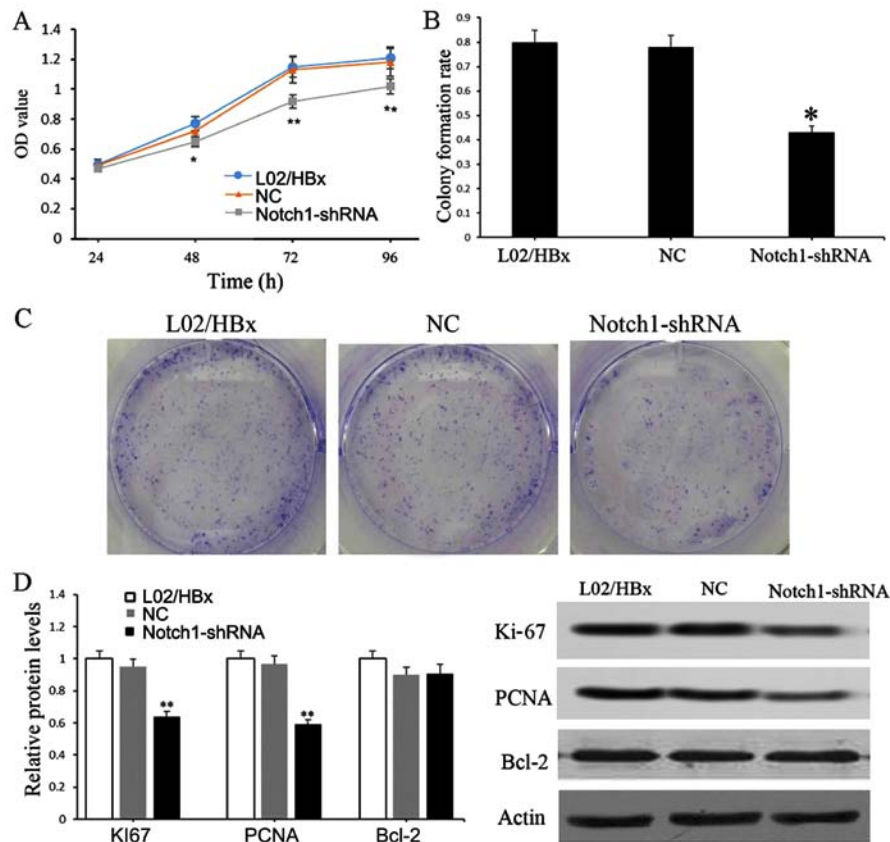 A
OD value
1.4
1.2
1
0.8
0.6
0.4
0.2
0
*
**
**
L02/HBx
NC
Notch1-shRNA
24 48 72 96
Time (h)
B
Colony formation rate
0.9
0.8
0.7
0.6
0.5
0.4
0.3
0.2
0.1
0
*
L02/HBx NC Notch1-shRNA
C
L02/HBx NC Notch1-shRNA
D
Relative protein levels
1.4
1.2
1
0.8
0.6
0.4
0.2
0
L02/HBx
NC
Notch1-shRNA
**
**
KI67 PCNA Bcl-2
L02/HBx NC Notch1-shRNA
Ki-67
PCNA
Bcl-2
Actin